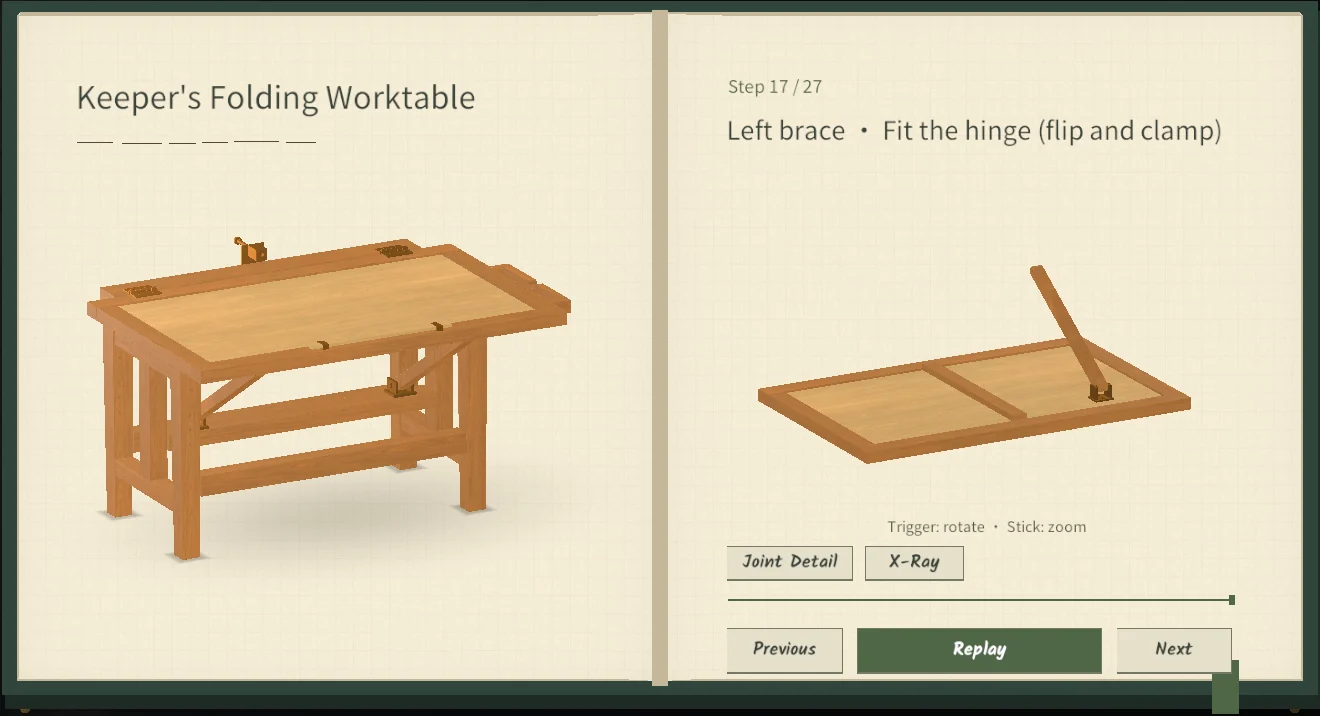 Keeper's Folding Worktable
Step 17 / 27
Left brace • Fit the hinge (flip and clamp)
Trigger: rotate • Stick: zoom
Joint Detail
X-Ray
Previous
Replay
Next